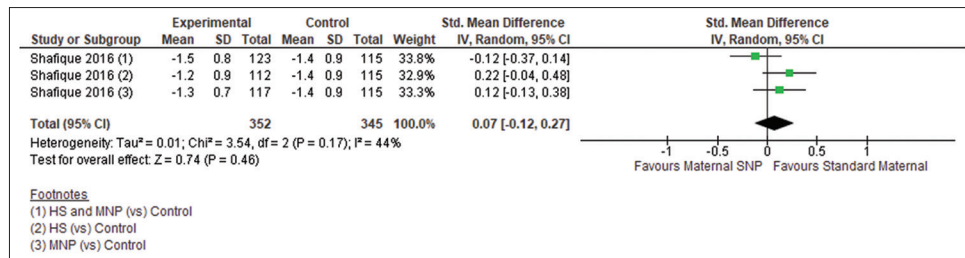 Experimental Control Std. Mean Difference Std. Mean Difference
Study or Subgroup Mean SD Total Mean SD Total Weight IV, Random, 95% CI IV, Random, 95% CI
Shafique 2016 (1) -1.5 0.8 123 -1.4 0.9 115 33.8% -0.12 [-0.37, 0.14]
Shafique 2016 (2) -1.2 0.9 112 -1.4 0.9 115 32.9% 0.22 [-0.04, 0.48]
Shafique 2016 (3) -1.3 0.7 117 -1.4 0.9 115 33.3% 0.12 [-0.13, 0.38]
Total (95% CI) 352 345 100.0% 0.07 [-0.12, 0.27]
Heterogeneity: Tau² = 0.01; Chi² = 3.54, df = 2 (P = 0.17); I² = 44%
Test for overall effect: Z = 0.74 (P = 0.46)
-1 -0.5 0 0.5 1
Favours Maternal SNP Favours Standard Maternal
Footnotes
(1) HS and MNP (vs) Control
(2) HS (vs) Control
(3) MNP (vs) Control